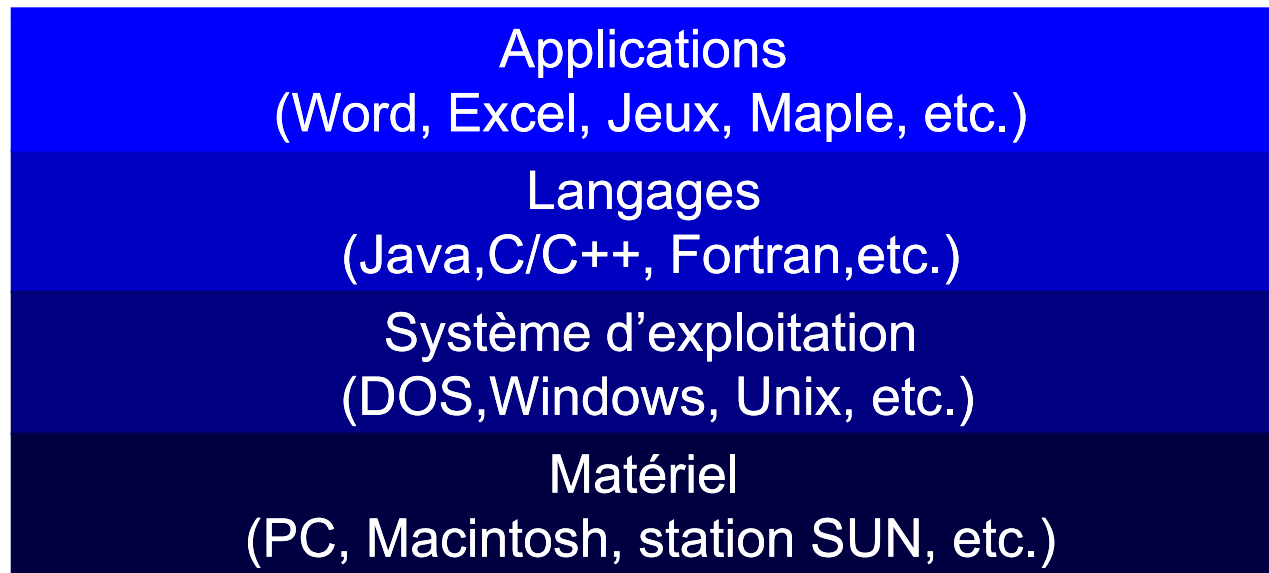 Applications
(Word, Excel, Jeux, Maple, etc.)
Langages
(Java,C/C++, Fortran,etc.)
Système d’exploitation
(DOS,Windows, Unix, etc.)
Matériel
(PC, Macintosh, station SUN, etc.)